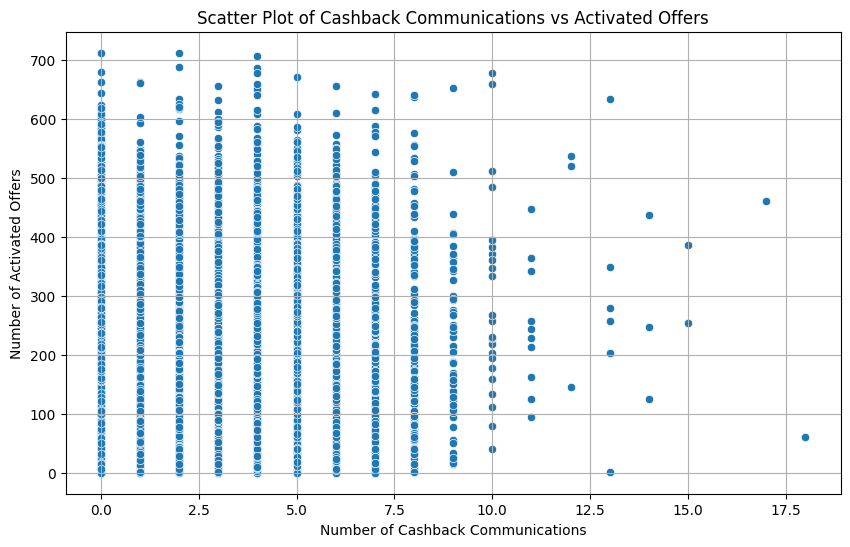 Scatter Plot of Cashback Communications vs Activated Offers
Number of Activated Offers
700
600
500
400
300
200
100
0
0.0 2.5 5.0 7.5 10.0 12.5 15.0 17.5
Number of Cashback Communications